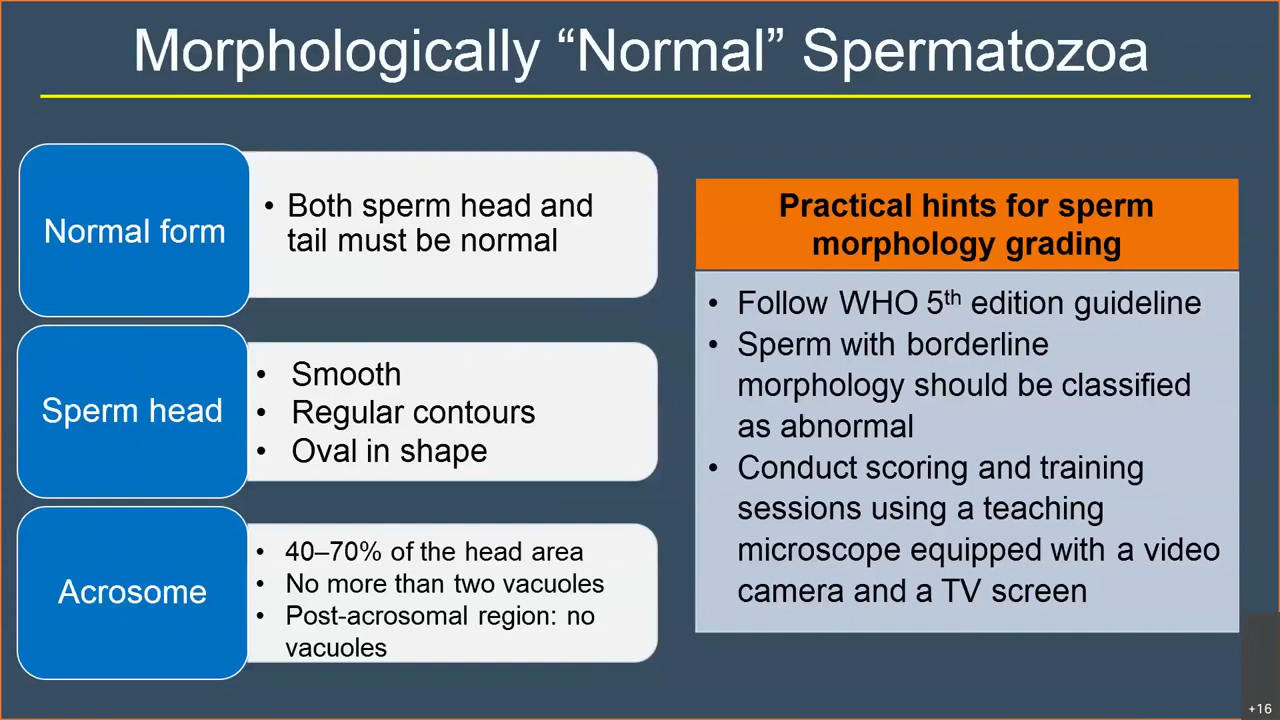 Morphologically “Normal” Spermatozoa
Normal form
• Both sperm head and
tail must be normal
Sperm head
• Smooth
• Regular contours
• Oval in shape
Acrosome
• 40–70% of the head area
• No more than two vacuoles
• Post-acrosomal region: no
vacuoles
Practical hints for sperm
morphology grading
• Follow WHO 5th edition guideline
• Sperm with borderline
morphology should be classified
as abnormal
• Conduct scoring and training
sessions using a teaching
microscope equipped with a video
camera and a TV screen
+16